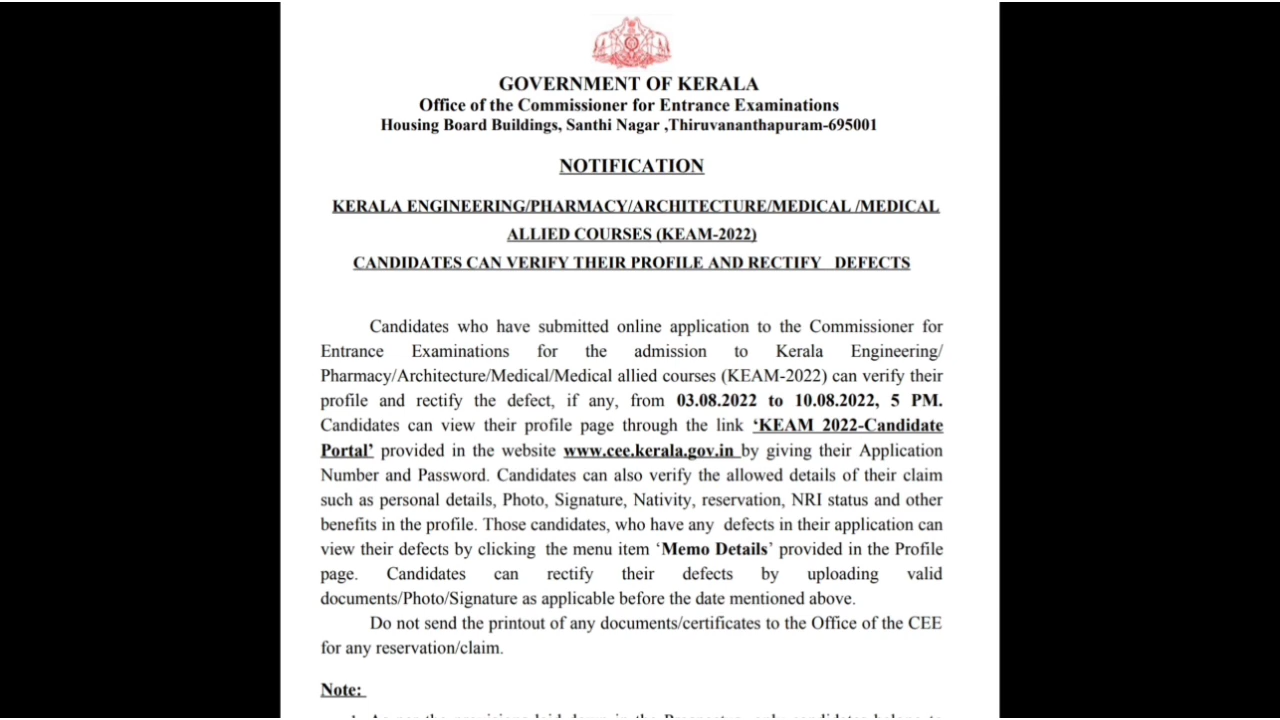 GOVERNMENT OF KERALA
Office of the Commissioner for Entrance Examinations
Housing Board Buildings, Santhi Nagar ,Thiruvananthapuram-695001
NOTIFICATION
KERALA ENGINEERING/PHARMACY/ARCHITECTURE/MEDICAL /MEDICAL
ALLIED COURSES (KEAM-2022)
CANDIDATES CAN VERIFY THEIR PROFILE AND RECTIFY DEFECTS
Candidates who have submitted online application to the Commissioner for
Entrance Examinations for the admission to Kerala Engineering/
Pharmacy/Architecture/Medical/Medical allied courses (KEAM-2022) can verify their
profile and rectify the defect, if any, from 03.08.2022 to 10.08.2022, 5 PM.
Candidates can view their profile page through the link ‘KEAM 2022-Candidate
Portal’ provided in the website www.cee.kerala.gov.in by giving their Application
Number and Password. Candidates can also verify the allowed details of their claim
such as personal details, Photo, Signature, Nativity, reservation, NRI status and other
benefits in the profile. Those candidates, who have any defects in their application can
view their defects by clicking the menu item ‘Memo Details’ provided in the Profile
page. Candidates can rectify their defects by uploading valid
documents/Photo/Signature as applicable before the date mentioned above.
Do not send the printout of any documents/certificates to the Office of the CEE
for any reservation/claim.
Note: